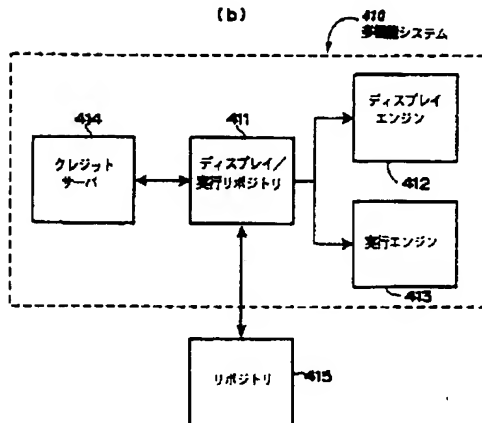 (b)
410
多機能システム
414
クレジット
サーバ
411
ディスプレイ/
実行リポジトリ
ディスプレイ
エンジン
412
実行エンジン
413
リポジトリ
415